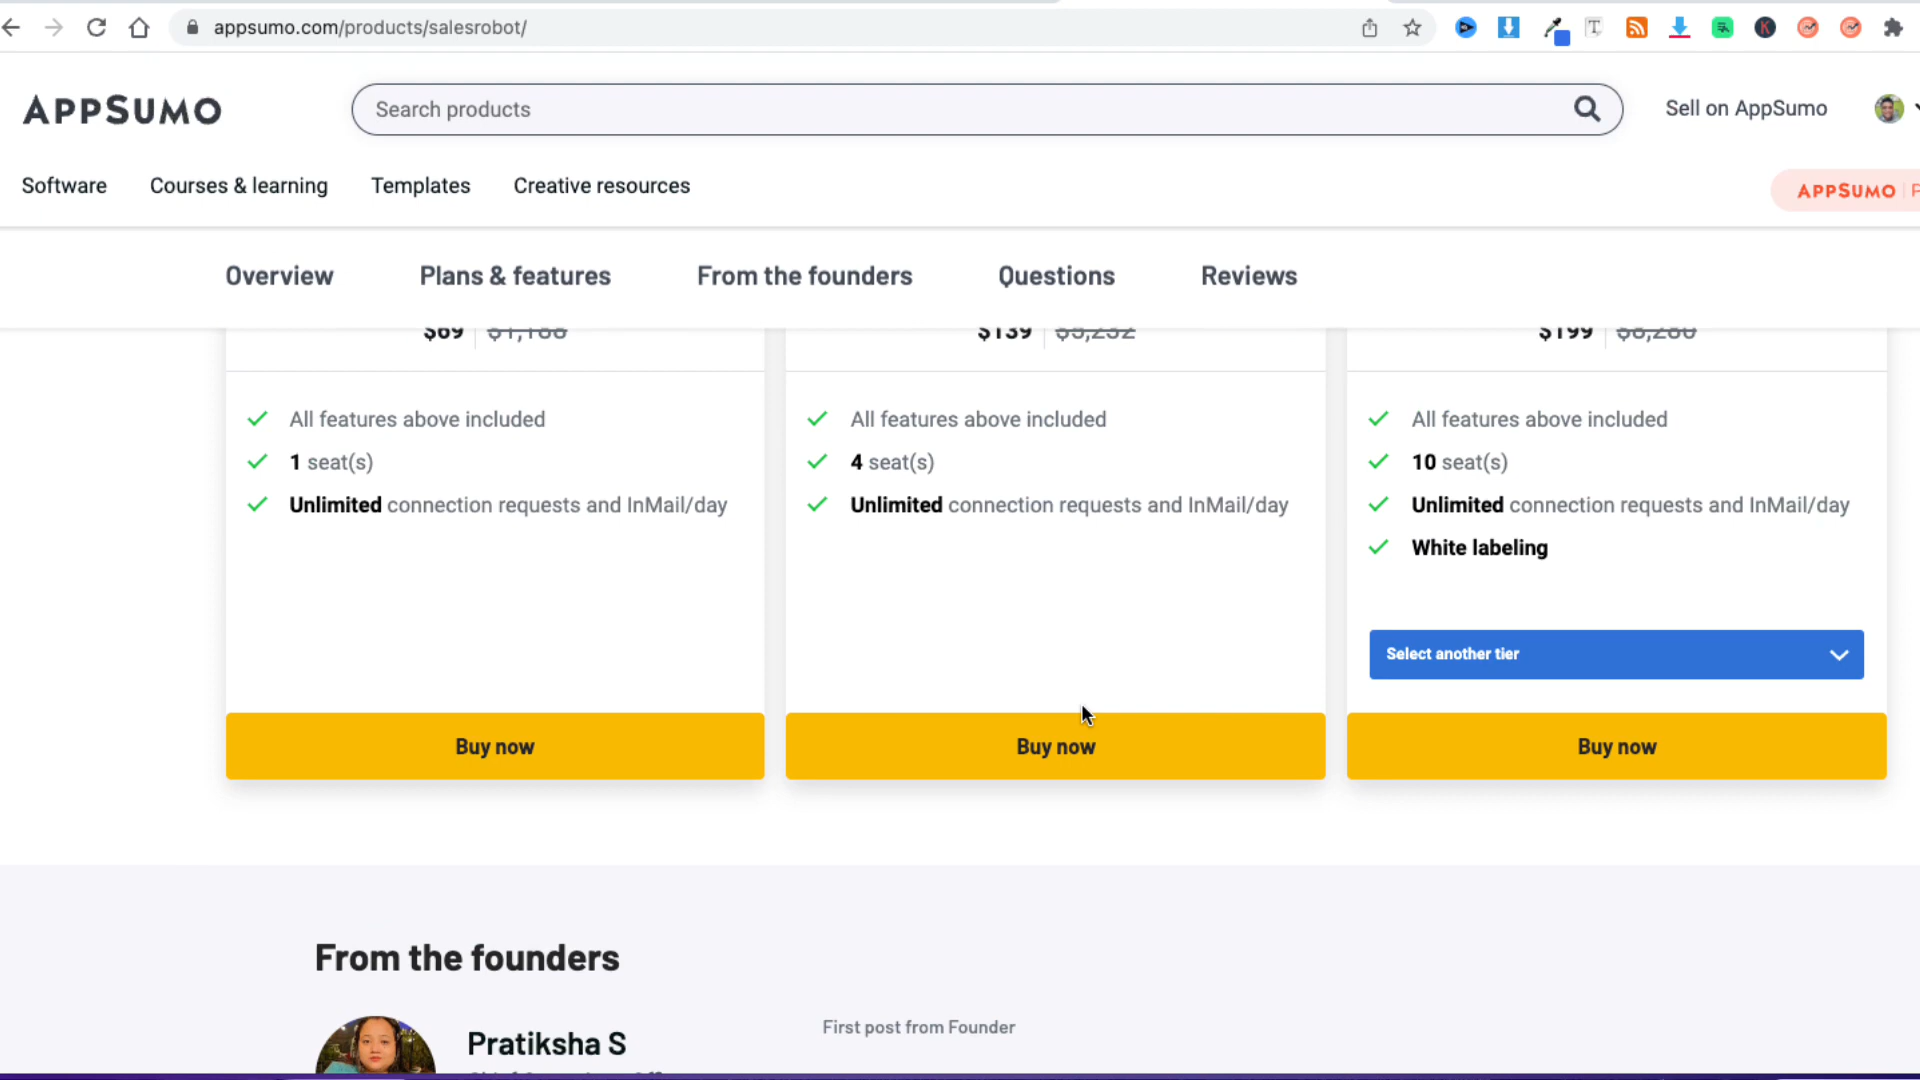 appsumo.com/products/salesrobot/
APPSUMO
Search products
Sell on AppSumo
Software
Courses & learning
Templates
Creative resources
APPSUMO
Overview
Plans & features
From the founders
Questions
Reviews
$69
$139
$199
All features above included
1 seat(s)
Unlimited connection requests and InMail/day
Buy now
All features above included
4 seat(s)
Unlimited connection requests and InMail/day
Buy now
All features above included
10 seat(s)
Unlimited connection requests and InMail/day
White labeling
Select another tier
Buy now
From the founders
Pratiksha S
First post from Founder